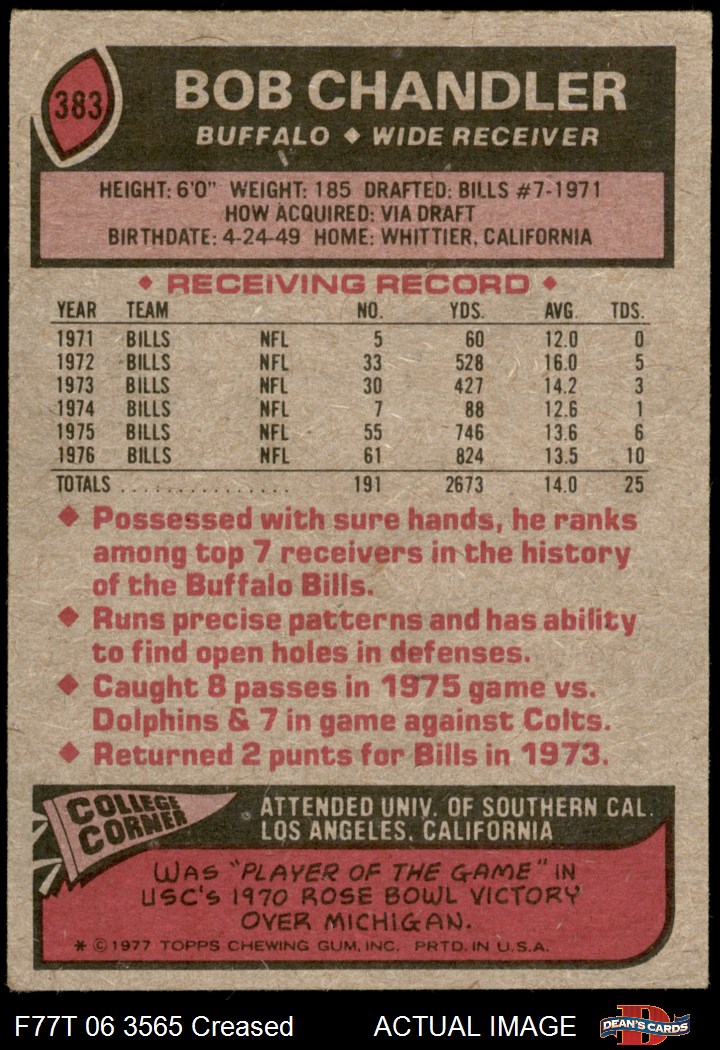 383
BOB CHANDLER
BUFFALO ◆ WIDE RECEIVER
HEIGHT: 6'0" WEIGHT: 185 DRAFTED: BILLS #7-1971
HOW ACQUIRED: VIA DRAFT
BIRTHDATE: 4-24-49 HOME: WHITTIER, CALIFORNIA
◆ RECEIVING RECORD ◆
YEAR TEAM NO. YDS. AVG. TDS.
1971 BILLS NFL 5 60 12.0 0
1972 BILLS NFL 33 528 16.0 5
1973 BILLS NFL 30 427 14.2 3
1974 BILLS NFL 7 88 12.6 1
1975 BILLS NFL 55 746 13.6 6
1976 BILLS NFL 61 824 13.5 10
TOTALS ................ 191 2673 14.0 25
◆ Possessed with sure hands, he ranks
among top 7 receivers in the history
of the Buffalo Bills.
◆ Runs precise patterns and has ability
to find open holes in defenses.
◆ Caught 8 passes in 1975 game vs.
Dolphins & 7 in game against Colts.
◆ Returned 2 punts for Bills in 1973.
COLLEGE
CORNER
ATTENDED UNIV. OF SOUTHERN CAL.
LOS ANGELES, CALIFORNIA
WAS "PLAYER OF THE GAME" IN
USC'S 1970 ROSE BOWL VICTORY
OVER MICHIGAN.
* © 1977 TOPPS CHEWING GUM, INC. PRTD. IN U.S.A.
F77T 06 3565 Creased ACTUAL IMAGE
D
DEAN'S CARDS